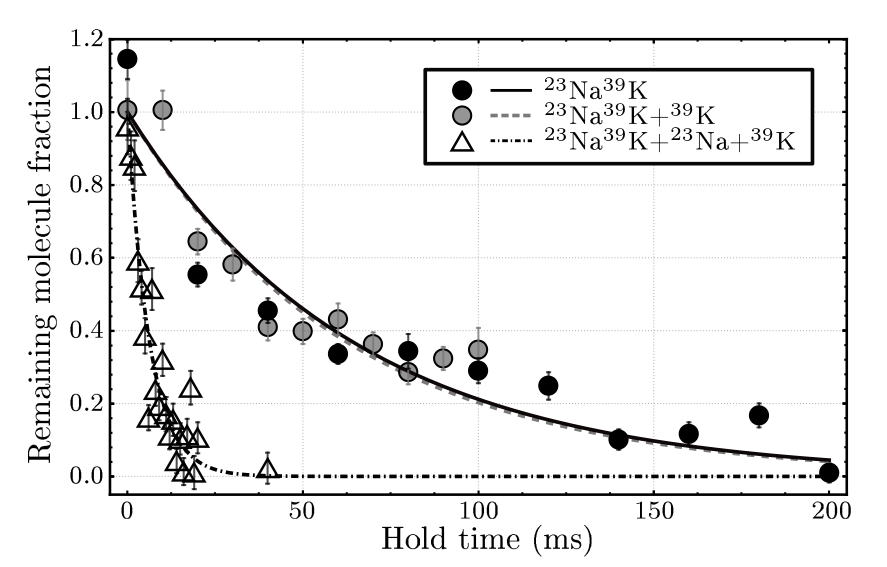 1.2
1.0
0.8
0.6
0.4
0.2
0.0
Remaining molecule fraction
²³Na³⁹K
²³Na³⁹K+³⁹K
²³Na³⁹K+²³Na+³⁹K
0 50 100 150 200
Hold time (ms)